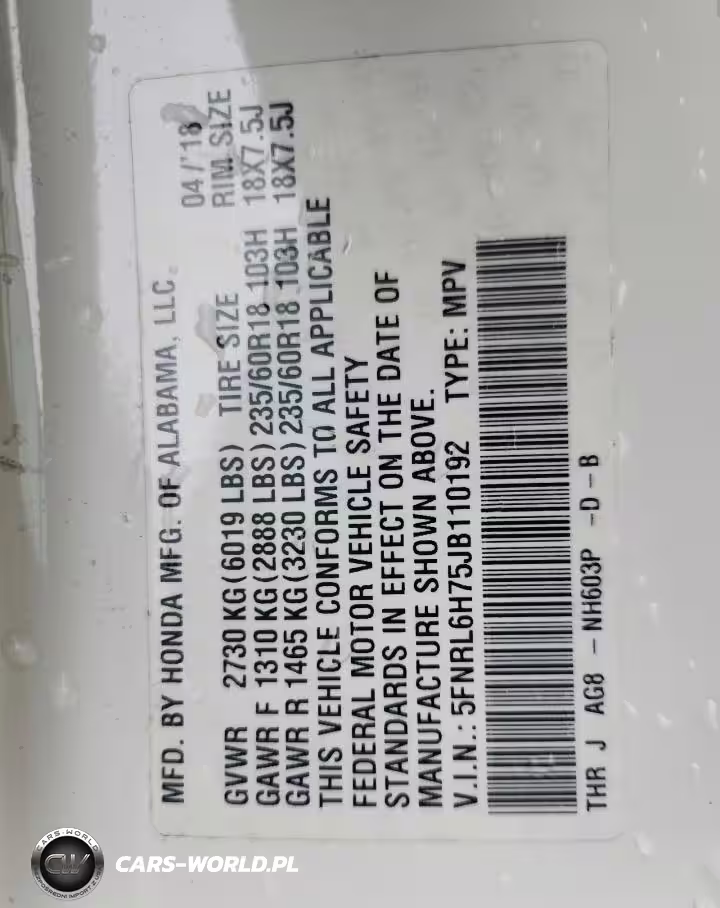 MFD. BY HONDA MFG. OF ALABAMA, LLC. 04/'18
GVWR 2730 KG(6019 LBS) TIRE SIZE RIM SIZE
GAWR F 1310 KG(2888 LBS) 235/60R18 103H 18X7.5J
GAWR R 1465 KG(3230 LBS) 235/60R18 103H 18X7.5J
THIS VEHICLE CONFORMS TO ALL APPLICABLE
FEDERAL MOTOR VEHICLE SAFETY
STANDARDS IN EFFECT ON THE DATE OF
MANUFACTURE SHOWN ABOVE.
V.I.N.: 5FNRL6H75JB110192 TYPE: MPV
THR J AG8 - NH603P -D-B
CARS-WORLD
CW
CARS-WORLD.PL